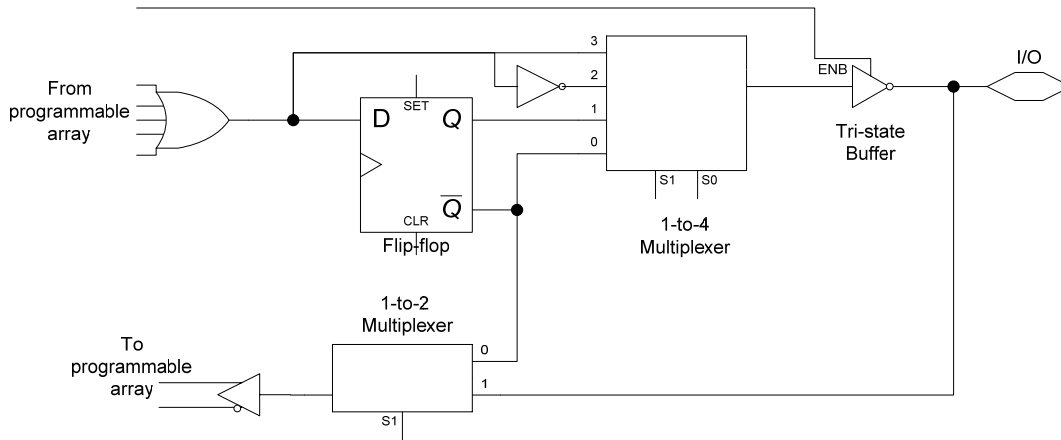 From
programmable
array
SET
D
Q
Q
CLR
Flip-flop
3
2
1
0
S1
S0
1-to-4
Multiplexer
ENB
Tri-state
Buffer
I/O
1-to-2
Multiplexer
0
1
S1
To
programmable
array